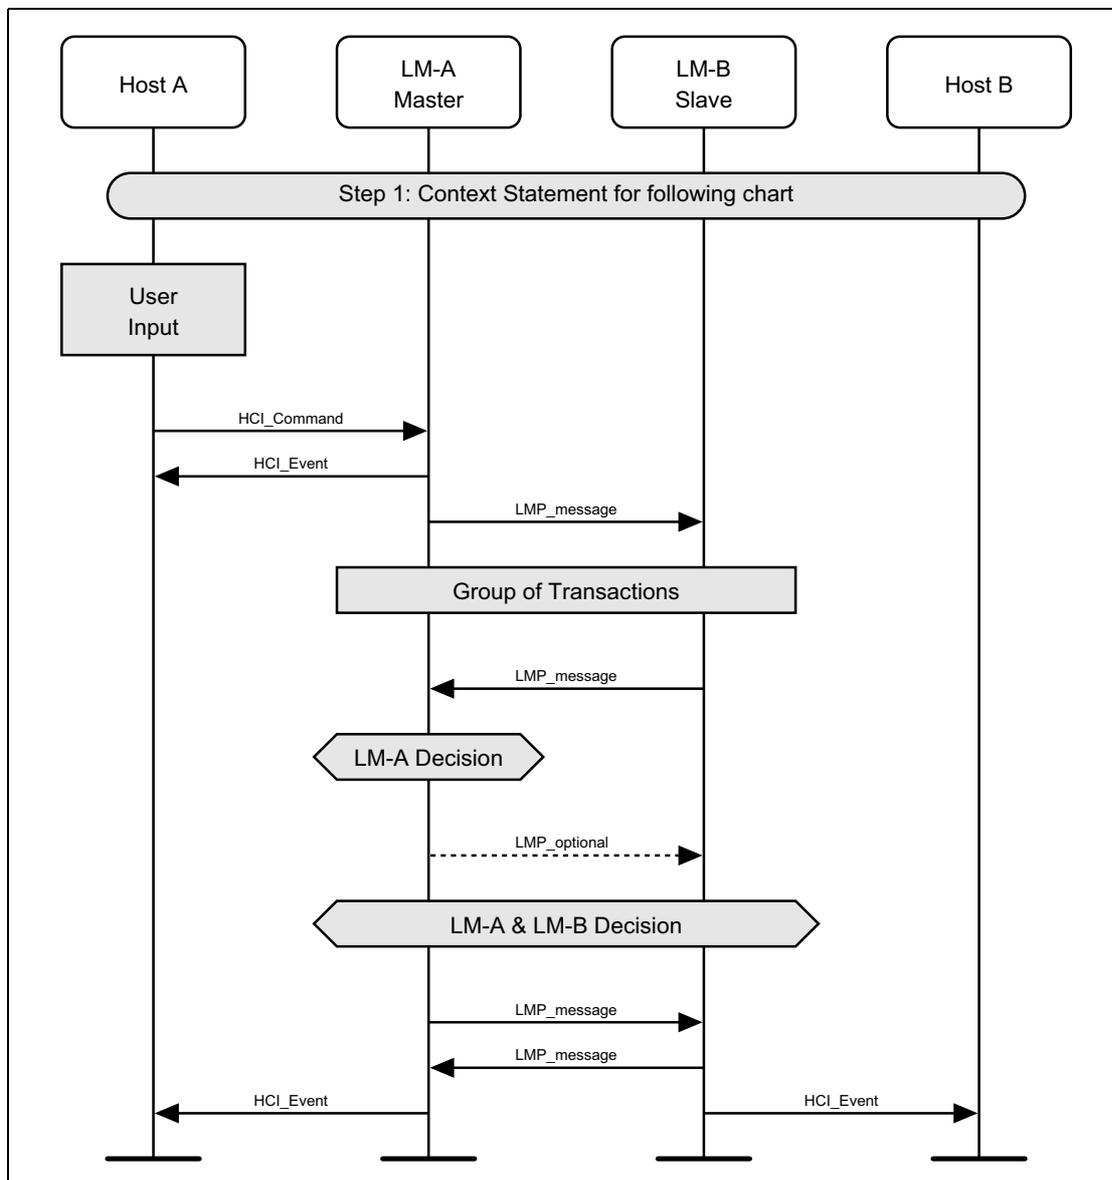 Host A
LM-A
Master
LM-B
Slave
Host B
Step 1: Context Statement for following chart
User
Input
HCI_Command
HCI_Event
LMP_message
Group of Transactions
LMP_message
LM-A Decision
LMP_optional
LM-A & LM-B Decision
LMP_message
LMP_message
HCI_Event
HCI_Event